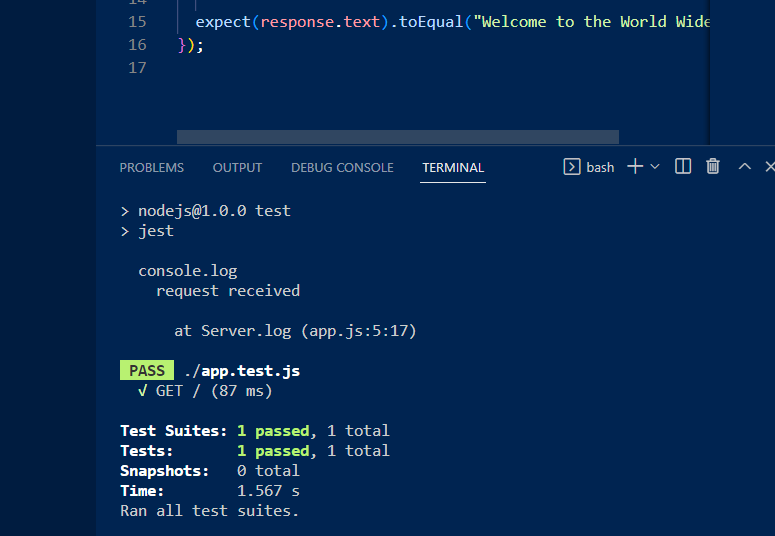 14
15 expect(response.text).toEqual("Welcome to the World Wide
16 });
17
PROBLEMS OUTPUT DEBUG CONSOLE TERMINAL bash
> nodejs@1.0.0 test
> jest
console.log
request received
at Server.log (app.js:5:17)
PASS ./app.test.js
√ GET / (87 ms)
Test Suites: 1 passed, 1 total
Tests: 1 passed, 1 total
Snapshots: 0 total
Time: 1.567 s
Ran all test suites.